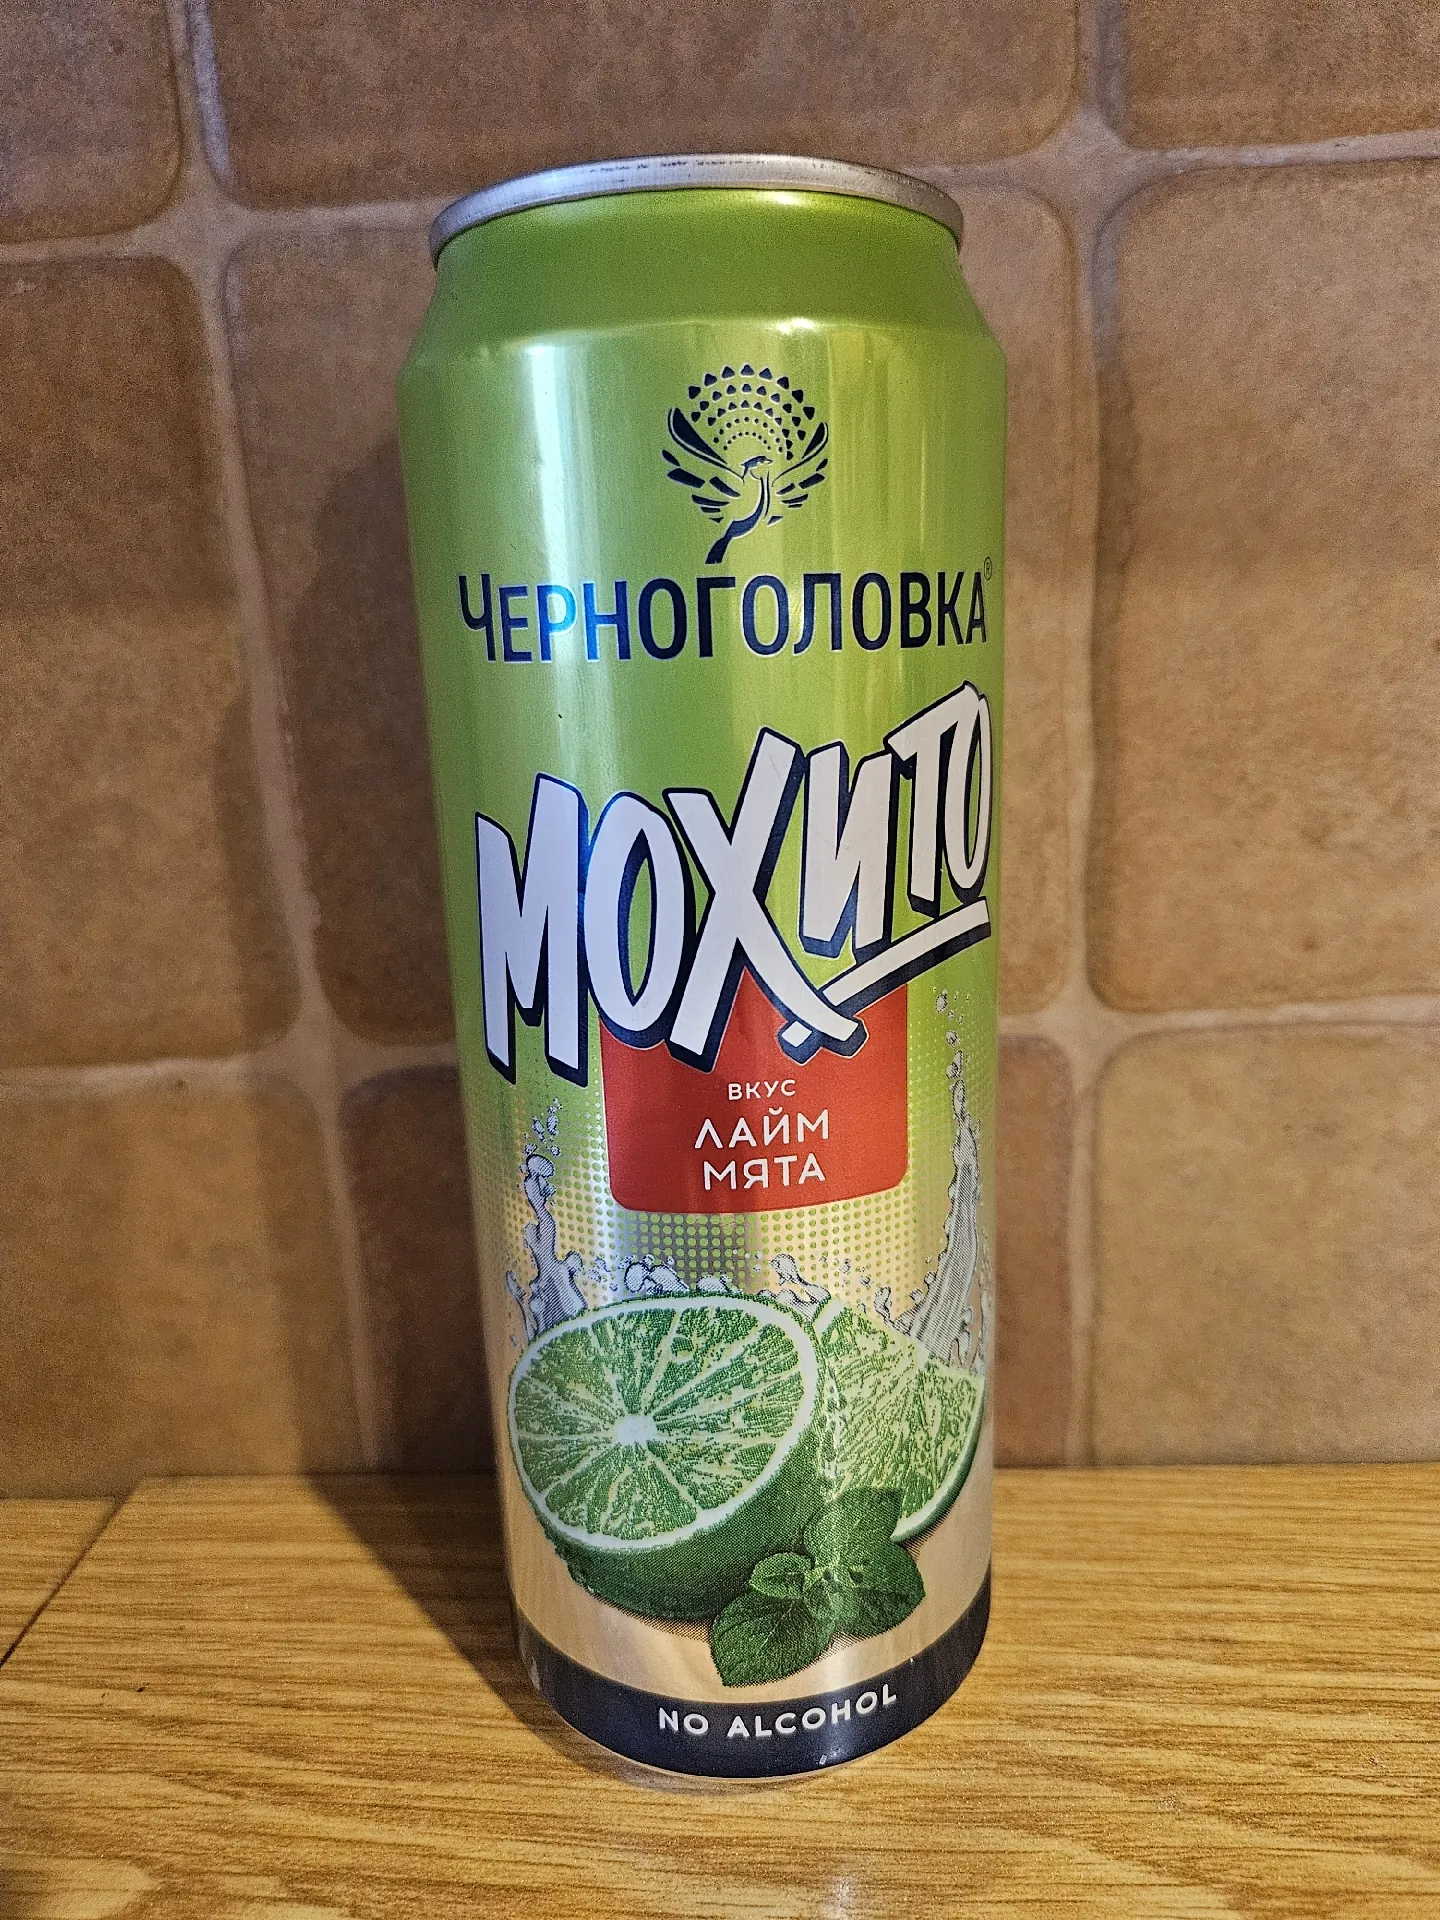 ЧЕРНОГОЛОВКА®
МОХИТО
ВКУС
ЛАЙМ
МЯТА
NO ALCOHOL